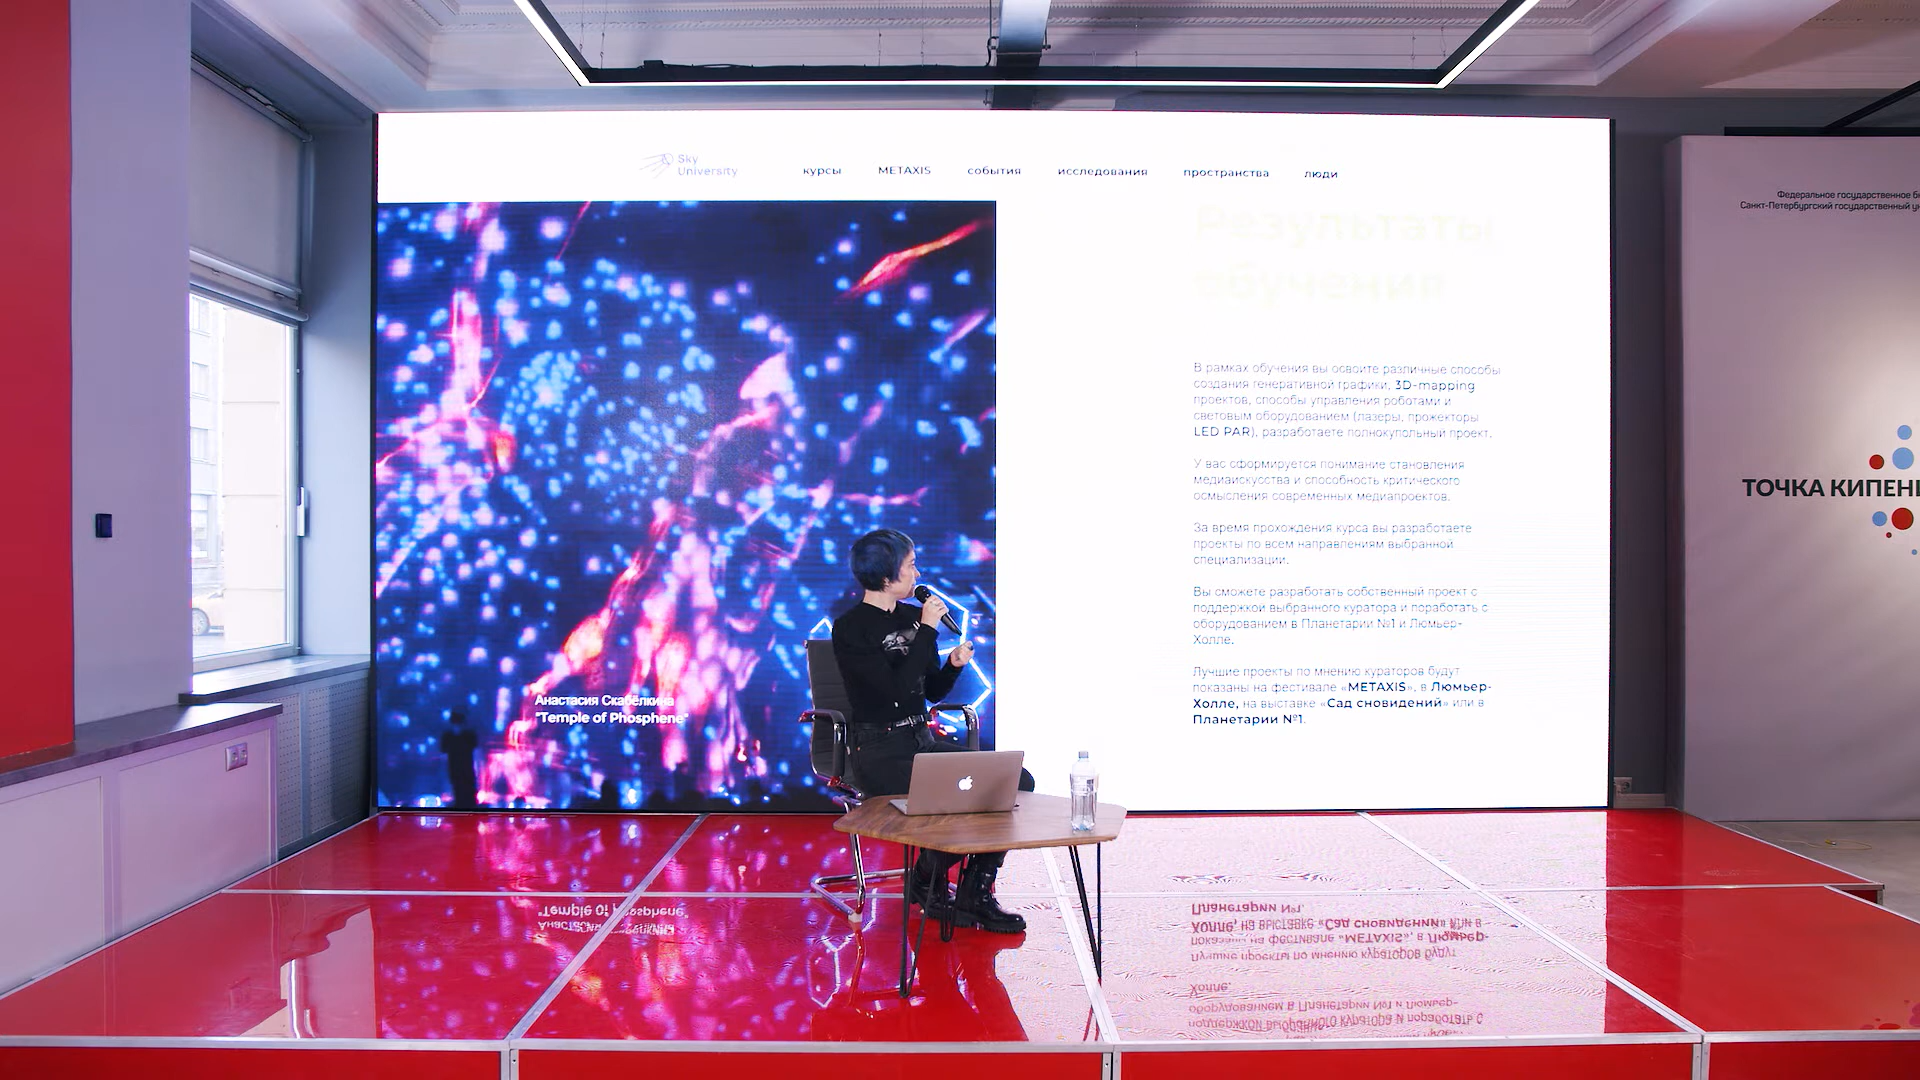 Sky
University
курсы METAXIS события исследования пространства люди
Результаты
обучения
В рамках обучения вы освоите различные способы
создания генеративной графики, 3D-mapping
проектов, способы управления роботами и
световым оборудованием (лазеры, прожекторы
LED PAR), разработаете полнокупольный проект.
У вас сформируется понимание становления
медиаискусства и способность критического
осмысления современных медиапроектов.
За время прохождения курса вы разработаете
проекты по всем направлениям выбранной
специализации.
Вы сможете разработать собственный проект с
поддержкой выбранного куратора и поработать с
оборудованием в Планетарии №1 и Люмьер-
Холле.
Лучшие проекты по мнению кураторов будут
показаны на фестивале «METAXIS», в Люмьер-
Холле, на выставке «Сад сновидений» или в
Планетарии №1.
Анастасия Скабёлкина
"Temple of Phosphene"
Федеральное государственное
Санкт-Петербургский государственный
ТОЧКА КИПЕНИ